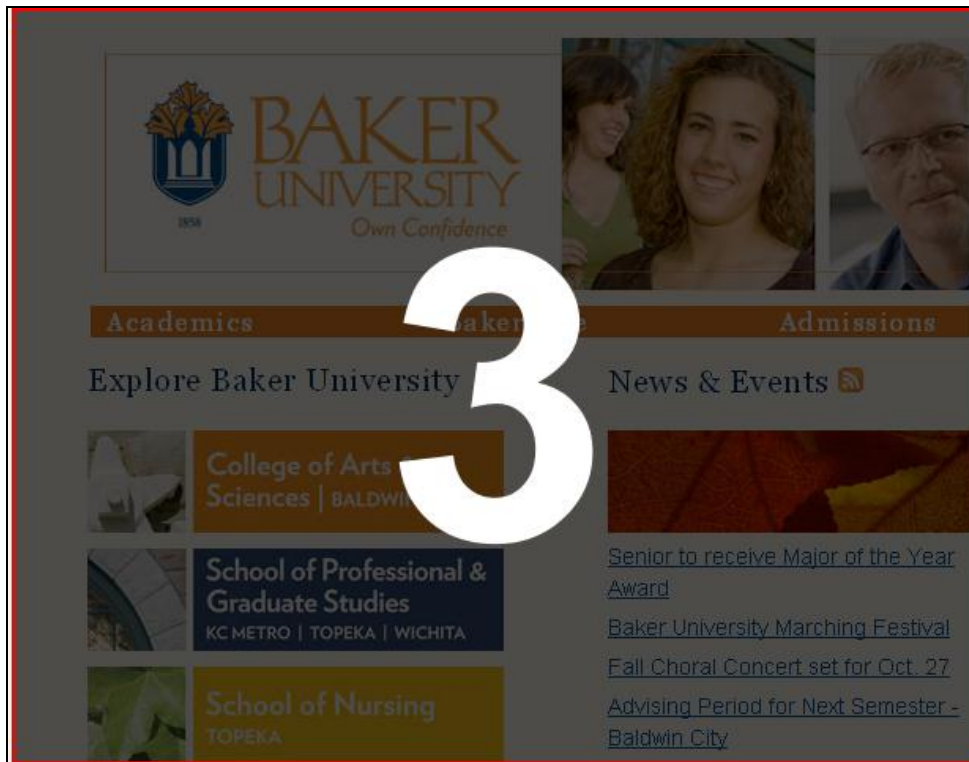 BAKER
UNIVERSITY
1858
Own Confidence
3
Academics
Admissions
Explore Baker University
News & Events
College of Arts
Sciences | BALDWIN
School of Professional &
Graduate Studies
KC METRO | TOPEKA | WICHITA
School of Nursing
TOPEKA
Senior to receive Major of the Year
Award
Baker University Marching Festival
Fall Choral Concert set for Oct. 27
Advising Period for Next Semester -
Baldwin City